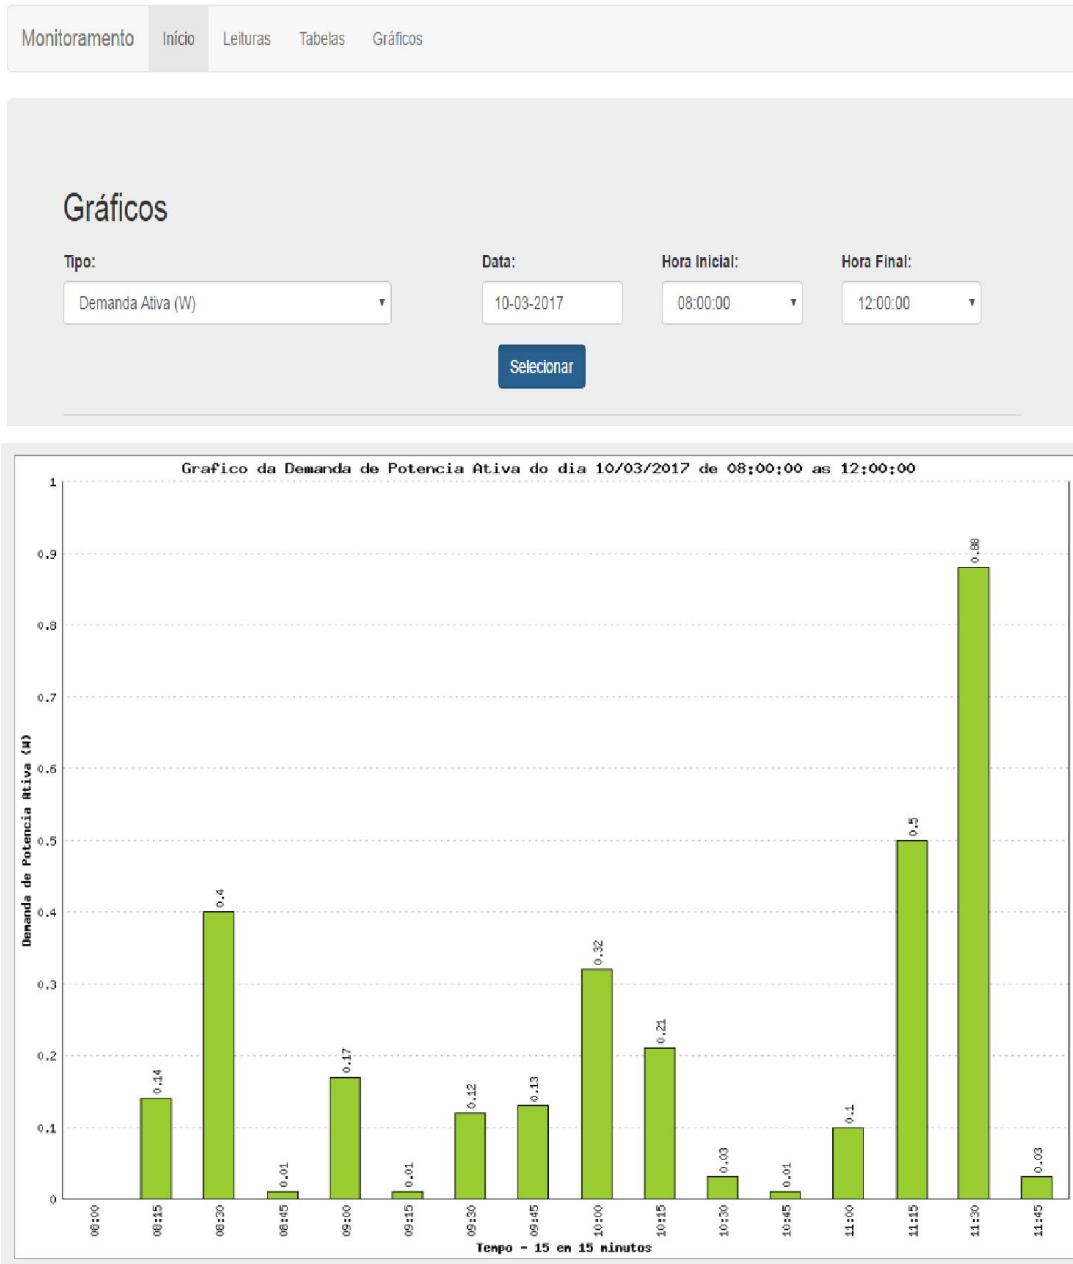 Monitoramento Início Leituras Tabelas Gráficos
Gráficos
Tipo: Data: Hora Inicial: Hora Final:
Demanda Ativa (W) 10-03-2017 08:00:00 12:00:00
Selecionar
Grafico da Demanda de Potencia Ativa do dia 10/03/2017 de 08:00:00 as 12:00:00
Demanda de Potencia Ativa (W)
1
0.9
0.8
0.7
0.6
0.5
0.4
0.3
0.2
0.1
0
0.14 0.4 0.01 0.17 0.01 0.12 0.13 0.32 0.21 0.03 0.01 0.1 0.5 0.88 0.03
08:00 08:15 08:30 08:45 09:00 09:15 09:30 09:45 10:00 10:15 10:30 10:45 11:00 11:15 11:30 11:45
Tempo - 15 em 15 minutos